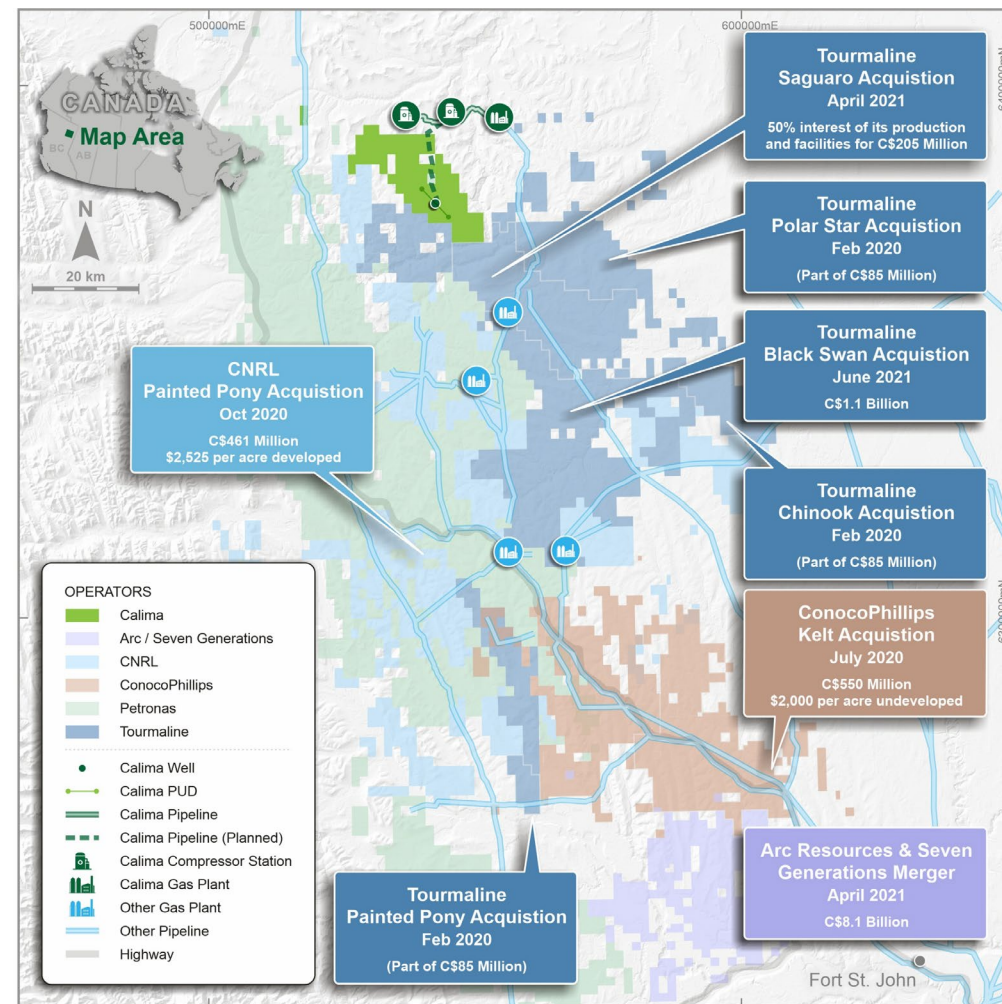 500000mE
600000mE
6400000mN
6300000mN
CANADA
Map Area
BC
AB
N
20 km
Tourmaline
Saguaro Acquistion
April 2021
50% interest of its production
and facilities for C$205 Million
Tourmaline
Polar Star Acquistion
Feb 2020
(Part of C$85 Million)
Tourmaline
Black Swan Acquistion
June 2021
C$1.1 Billion
CNRL
Painted Pony Acquistion
Oct 2020
C$461 Million
$2,525 per acre developed
Tourmaline
Chinook Acquistion
Feb 2020
(Part of C$85 Million)
ConocoPhillips
Kelt Acquistion
July 2020
C$550 Million
$2,000 per acre undeveloped
OPERATORS
Calima
Arc / Seven Generations
CNRL
ConocoPhillips
Petronas
Tourmaline
Calima Well
Calima PUD
Calima Pipeline
Calima Pipeline (Planned)
Calima Compressor Station
Calima Gas Plant
Other Gas Plant
Other Pipeline
Highway
Arc Resources & Seven
Generations Merger
April 2021
C$8.1 Billion
Tourmaline
Painted Pony Acquistion
Feb 2020
(Part of C$85 Million)
Fort St. John